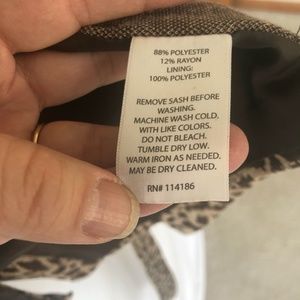 88% POLYESTER
12% RAYON
LINING:
100% POLYESTER
REMOVE SASH BEFORE
WASHING.
MACHINE WASH COLD,
WITH LIKE COLORS.
DO NOT BLEACH.
TUMBLE DRY LOW.
WARM IRON AS NEEDED.
MAY BE DRY CLEANED.
RN# 114186